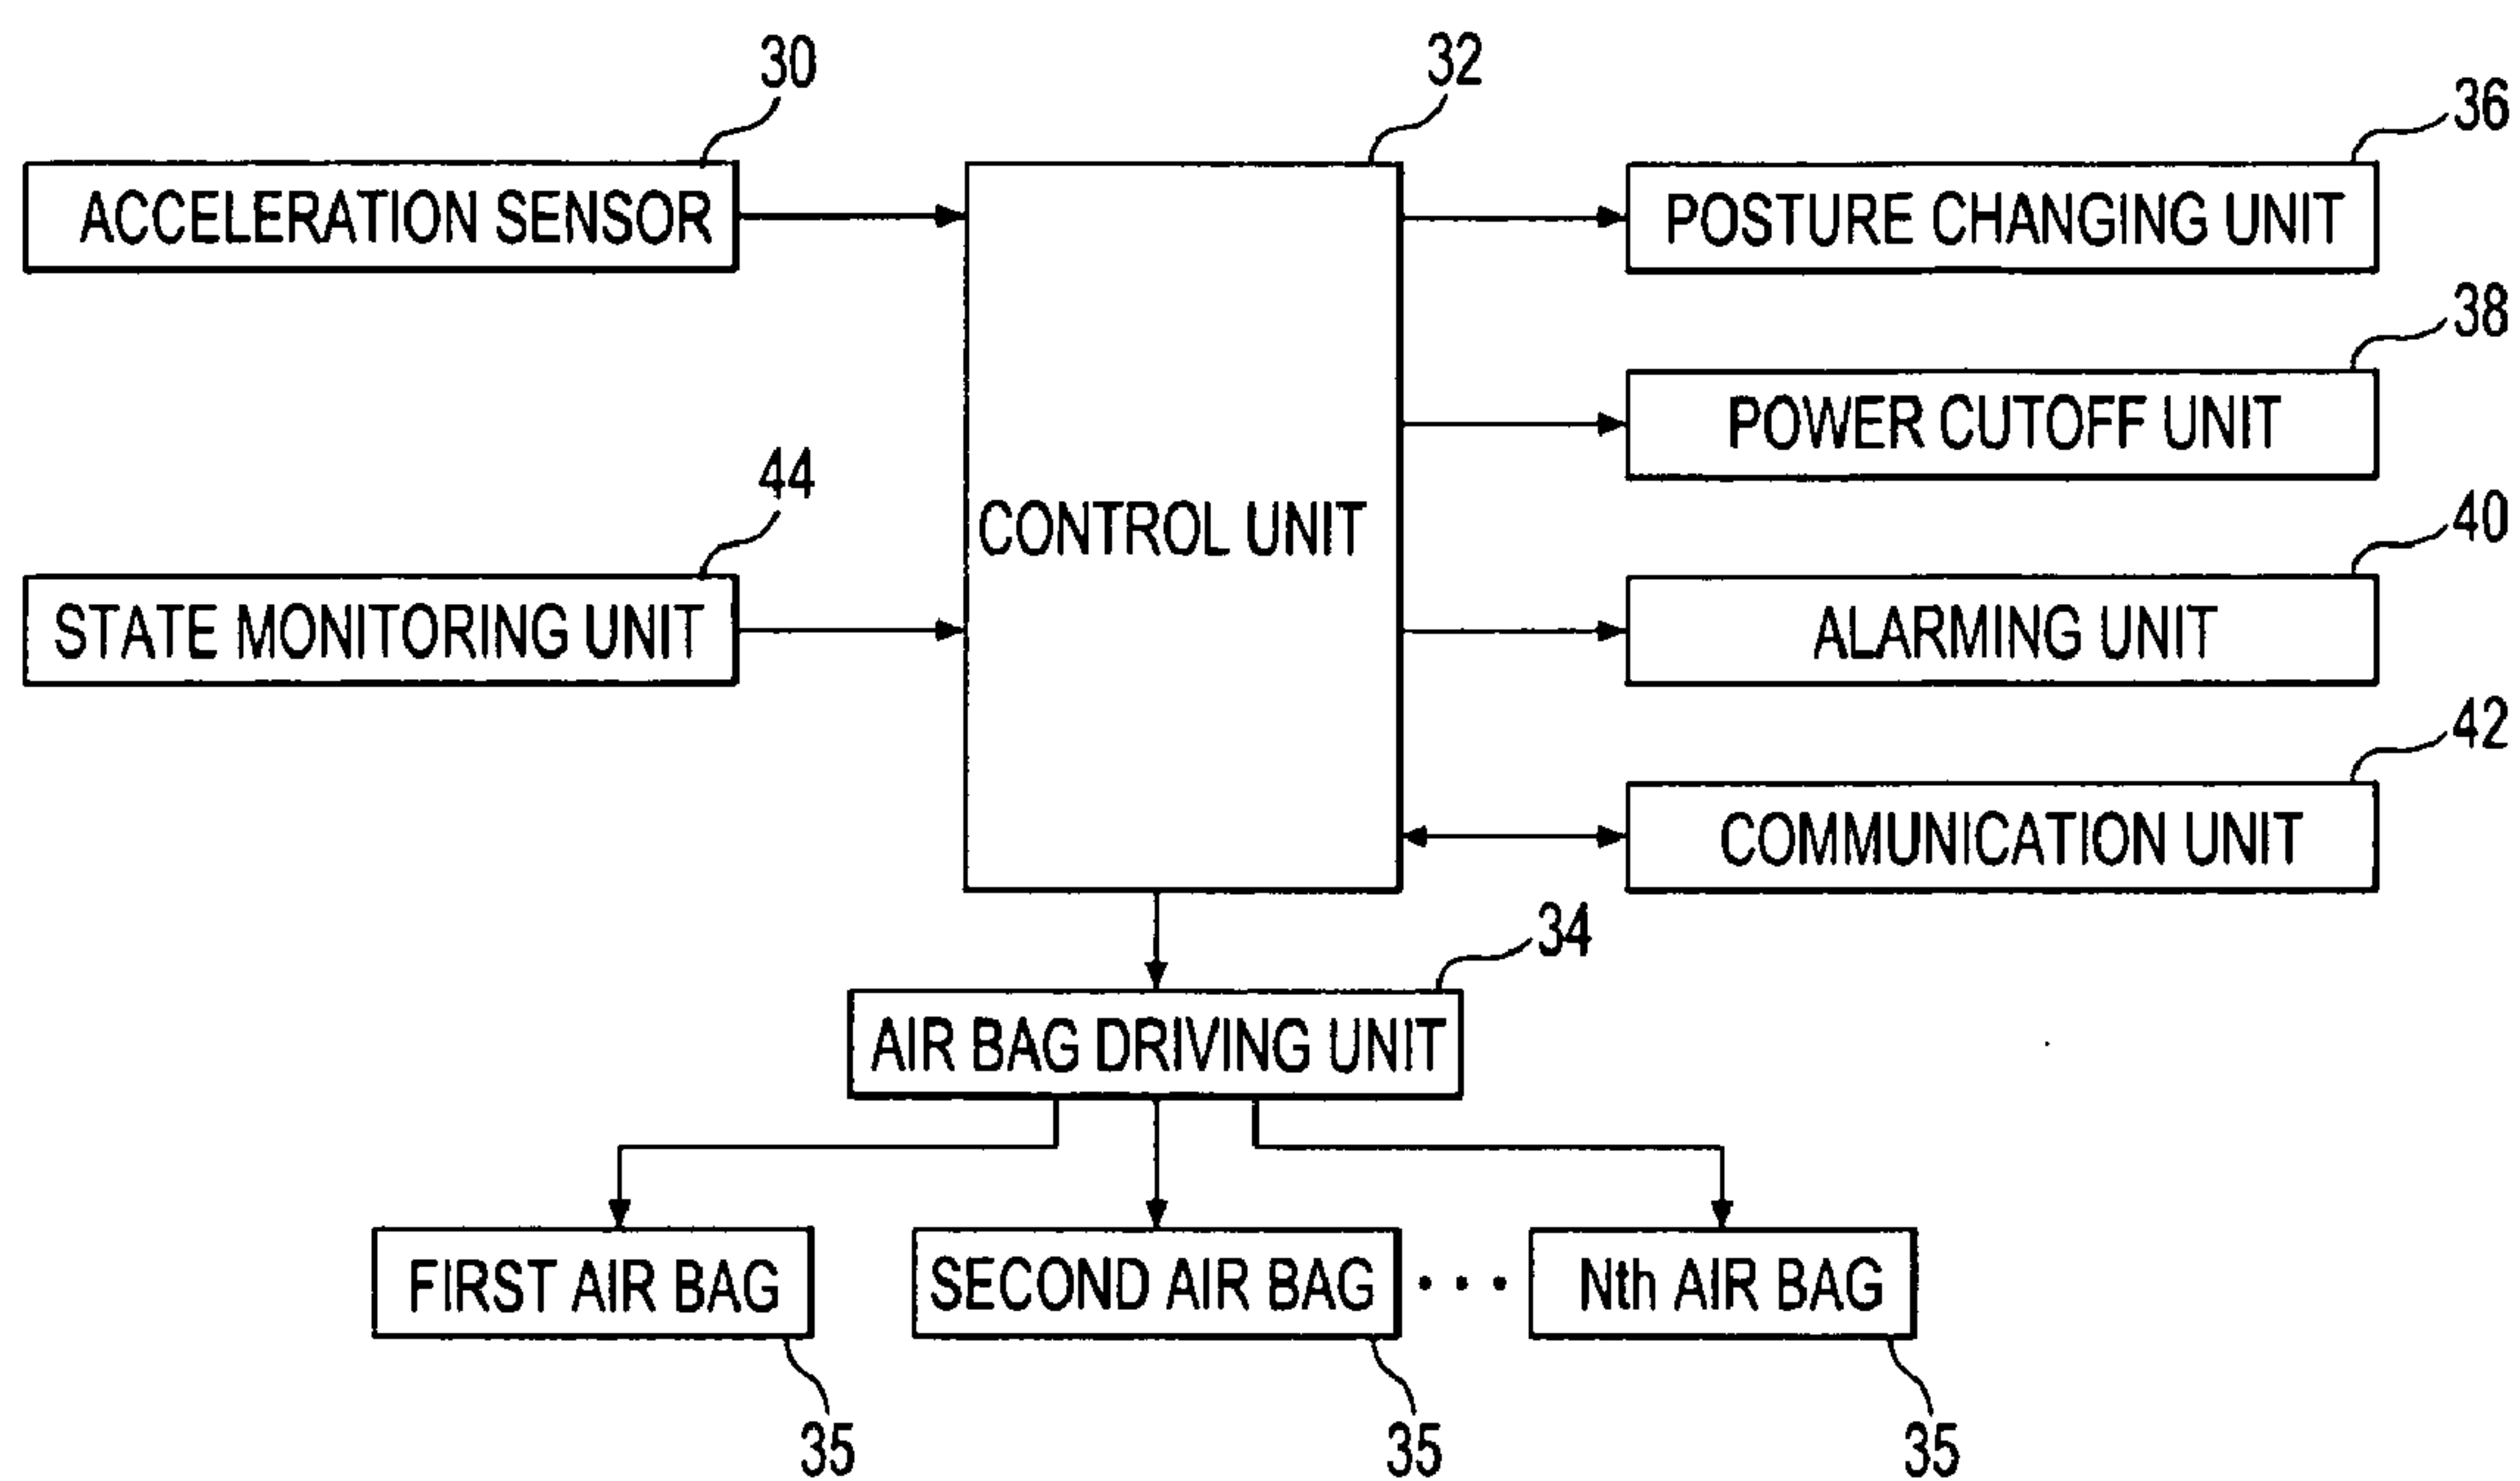 30
32
36
ACCELERATION SENSOR
POSTURE CHANGING UNIT
38
POWER CUTOFF UNIT
44
40
CONTROL UNIT
STATE MONITORING UNIT
ALARMING UNIT
42
COMMUNICATION UNIT
34
AIR BAG DRIVING UNIT
FIRST AIR BAG
SECOND AIR BAG
• • •
Nth AIR BAG
35
35
35